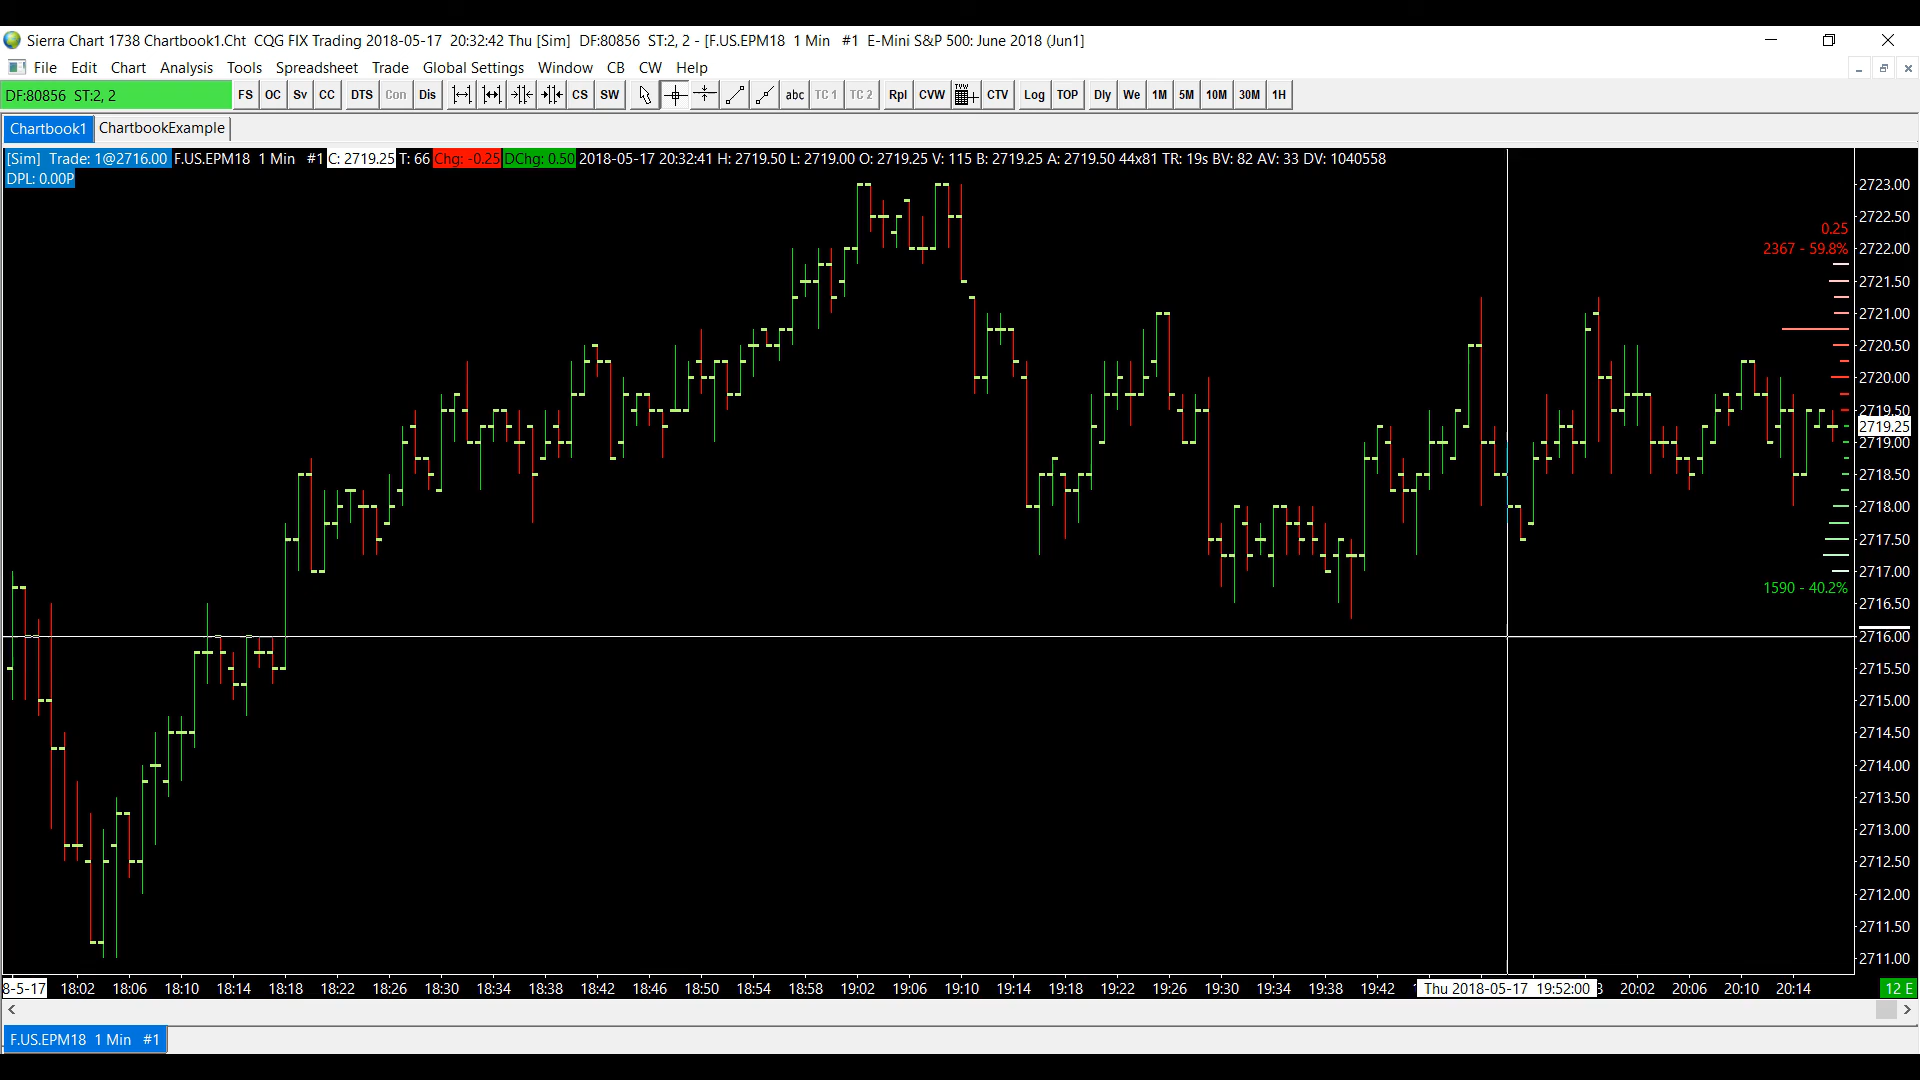 Sierra Chart 1738 Chartbook1.Cht  CQG FIX Trading 2018-05-17  20:32:42 Thu [Sim]  DF:80856  ST:2, 2 - [F.US.EPM18  1 Min   #1  E-Mini S&P 500: June 2018 (Jun1]
File Edit Chart Analysis Tools Spreadsheet Trade Global Settings Window CB CW Help
DF:80856  ST:2, 2 FS OC Sv CC DTS Con Dis CS SW abc TC 1 TC 2 Rpl CVW TVW CTV Log TOP Dly We 1M 5M 10M 30M 1H
Chartbook1 ChartbookExample
[Sim]  Trade: 1@2716.00 F.US.EPM18  1 Min   #1 C: 2719.25 T: 66 Chg: -0.25 DChg: 0.50 2018-05-17 20:32:41 H: 2719.50 L: 2719.00 O: 2719.25 V: 115 B: 2719.25 A: 2719.50 44x81 TR: 19s BV: 82 AV: 33 DV: 1040558
DPL: 0.00P
2723.00
2722.50
0.25
2367 - 59.8% 2722.00
2721.50
2721.00
2720.50
2720.00
2719.50
2719.25
2719.00
2718.50
2718.00
2717.50
2717.00
1590 - 40.2%
2716.50
2716.00
2715.50
2715.00
2714.50
2714.00
2713.50
2713.00
2712.50
2712.00
2711.50
2711.00
8-5-17 18:02 18:06 18:10 18:14 18:18 18:22 18:26 18:30 18:34 18:38 18:42 18:46 18:50 18:54 18:58 19:02 19:06 19:10 19:14 19:18 19:22 19:26 19:30 19:34 19:38 19:42 Thu 2018-05-17  19:52:00 20:02 20:06 20:10 20:14 12 E
F.US.EPM18  1 Min   #1